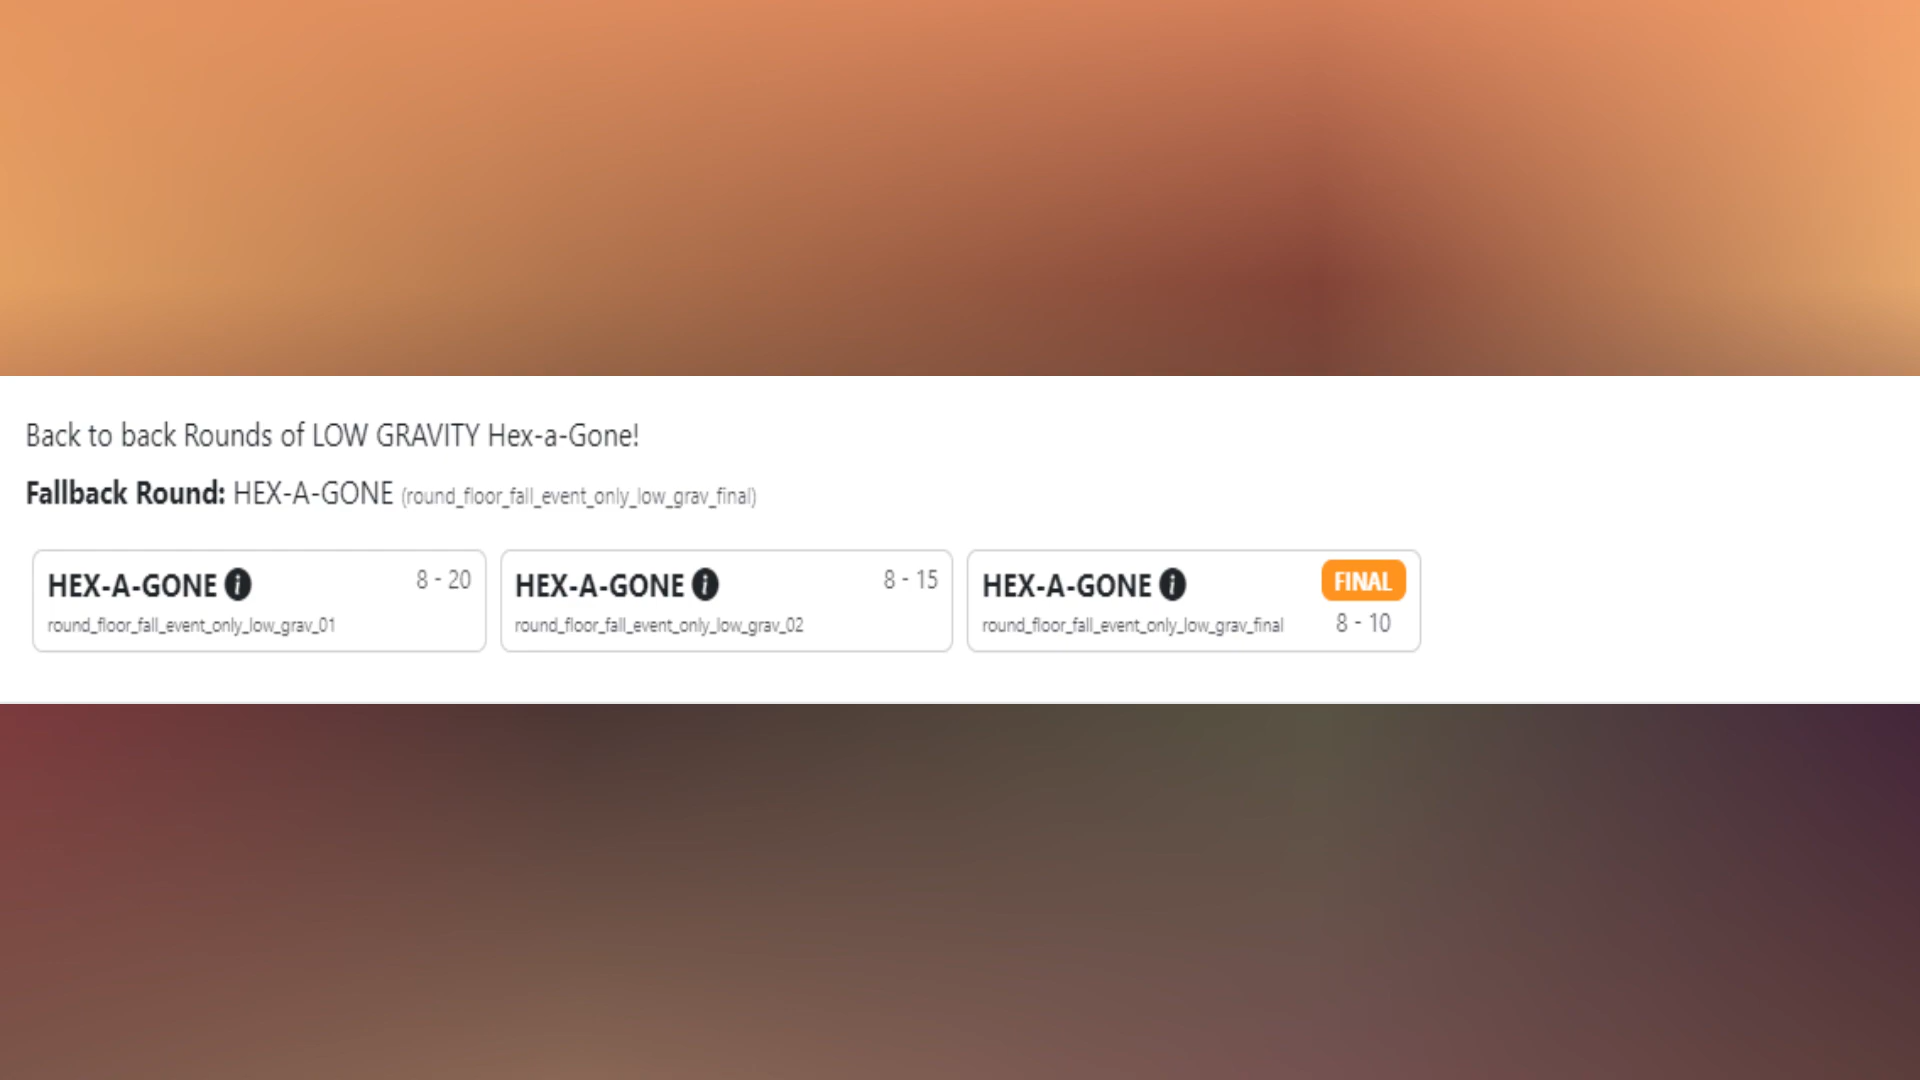 Back to back Rounds of LOW GRAVITY Hex-a-Gone!
Fallback Round: HEX-A-GONE (round_floor_fall_event_only_low_grav_final)
HEX-A-GONE i 8 - 20
round_floor_fall_event_only_low_grav_01
HEX-A-GONE i 8 - 15
round_floor_fall_event_only_low_grav_02
HEX-A-GONE i FINAL
round_floor_fall_event_only_low_grav_final 8 - 10